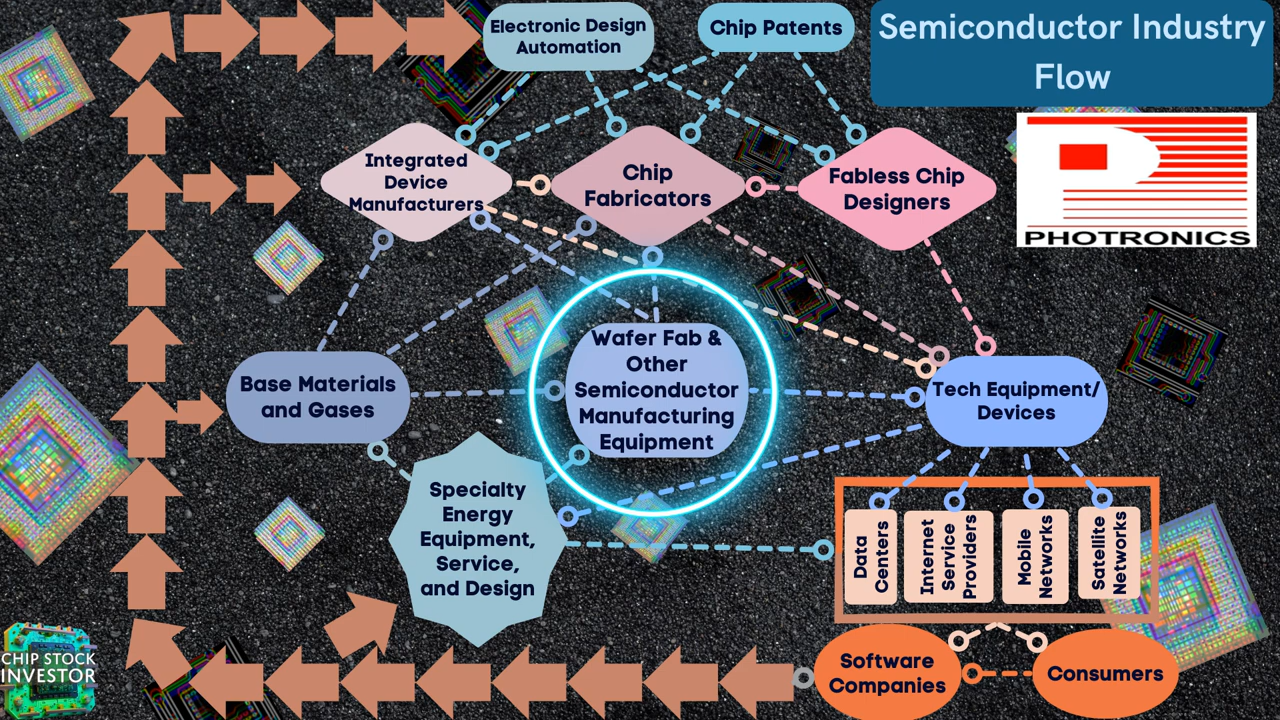 Electronic Design
Automation
Chip Patents
Semiconductor Industry
Flow
PHOTRONICS
Integrated
Device
Manufacturers
Chip
Fabricators
Fabless Chip
Designers
Base Materials
and Gases
Wafer Fab &
Other
Semiconductor
Manufacturing
Equipment
Tech Equipment/
Devices
Specialty
Energy
Equipment,
Service,
and Design
Data
Centers
Internet
Service
Providers
Mobile
Networks
Satellite
Networks
Software
Companies
Consumers
CHIP STOCK
INVESTOR